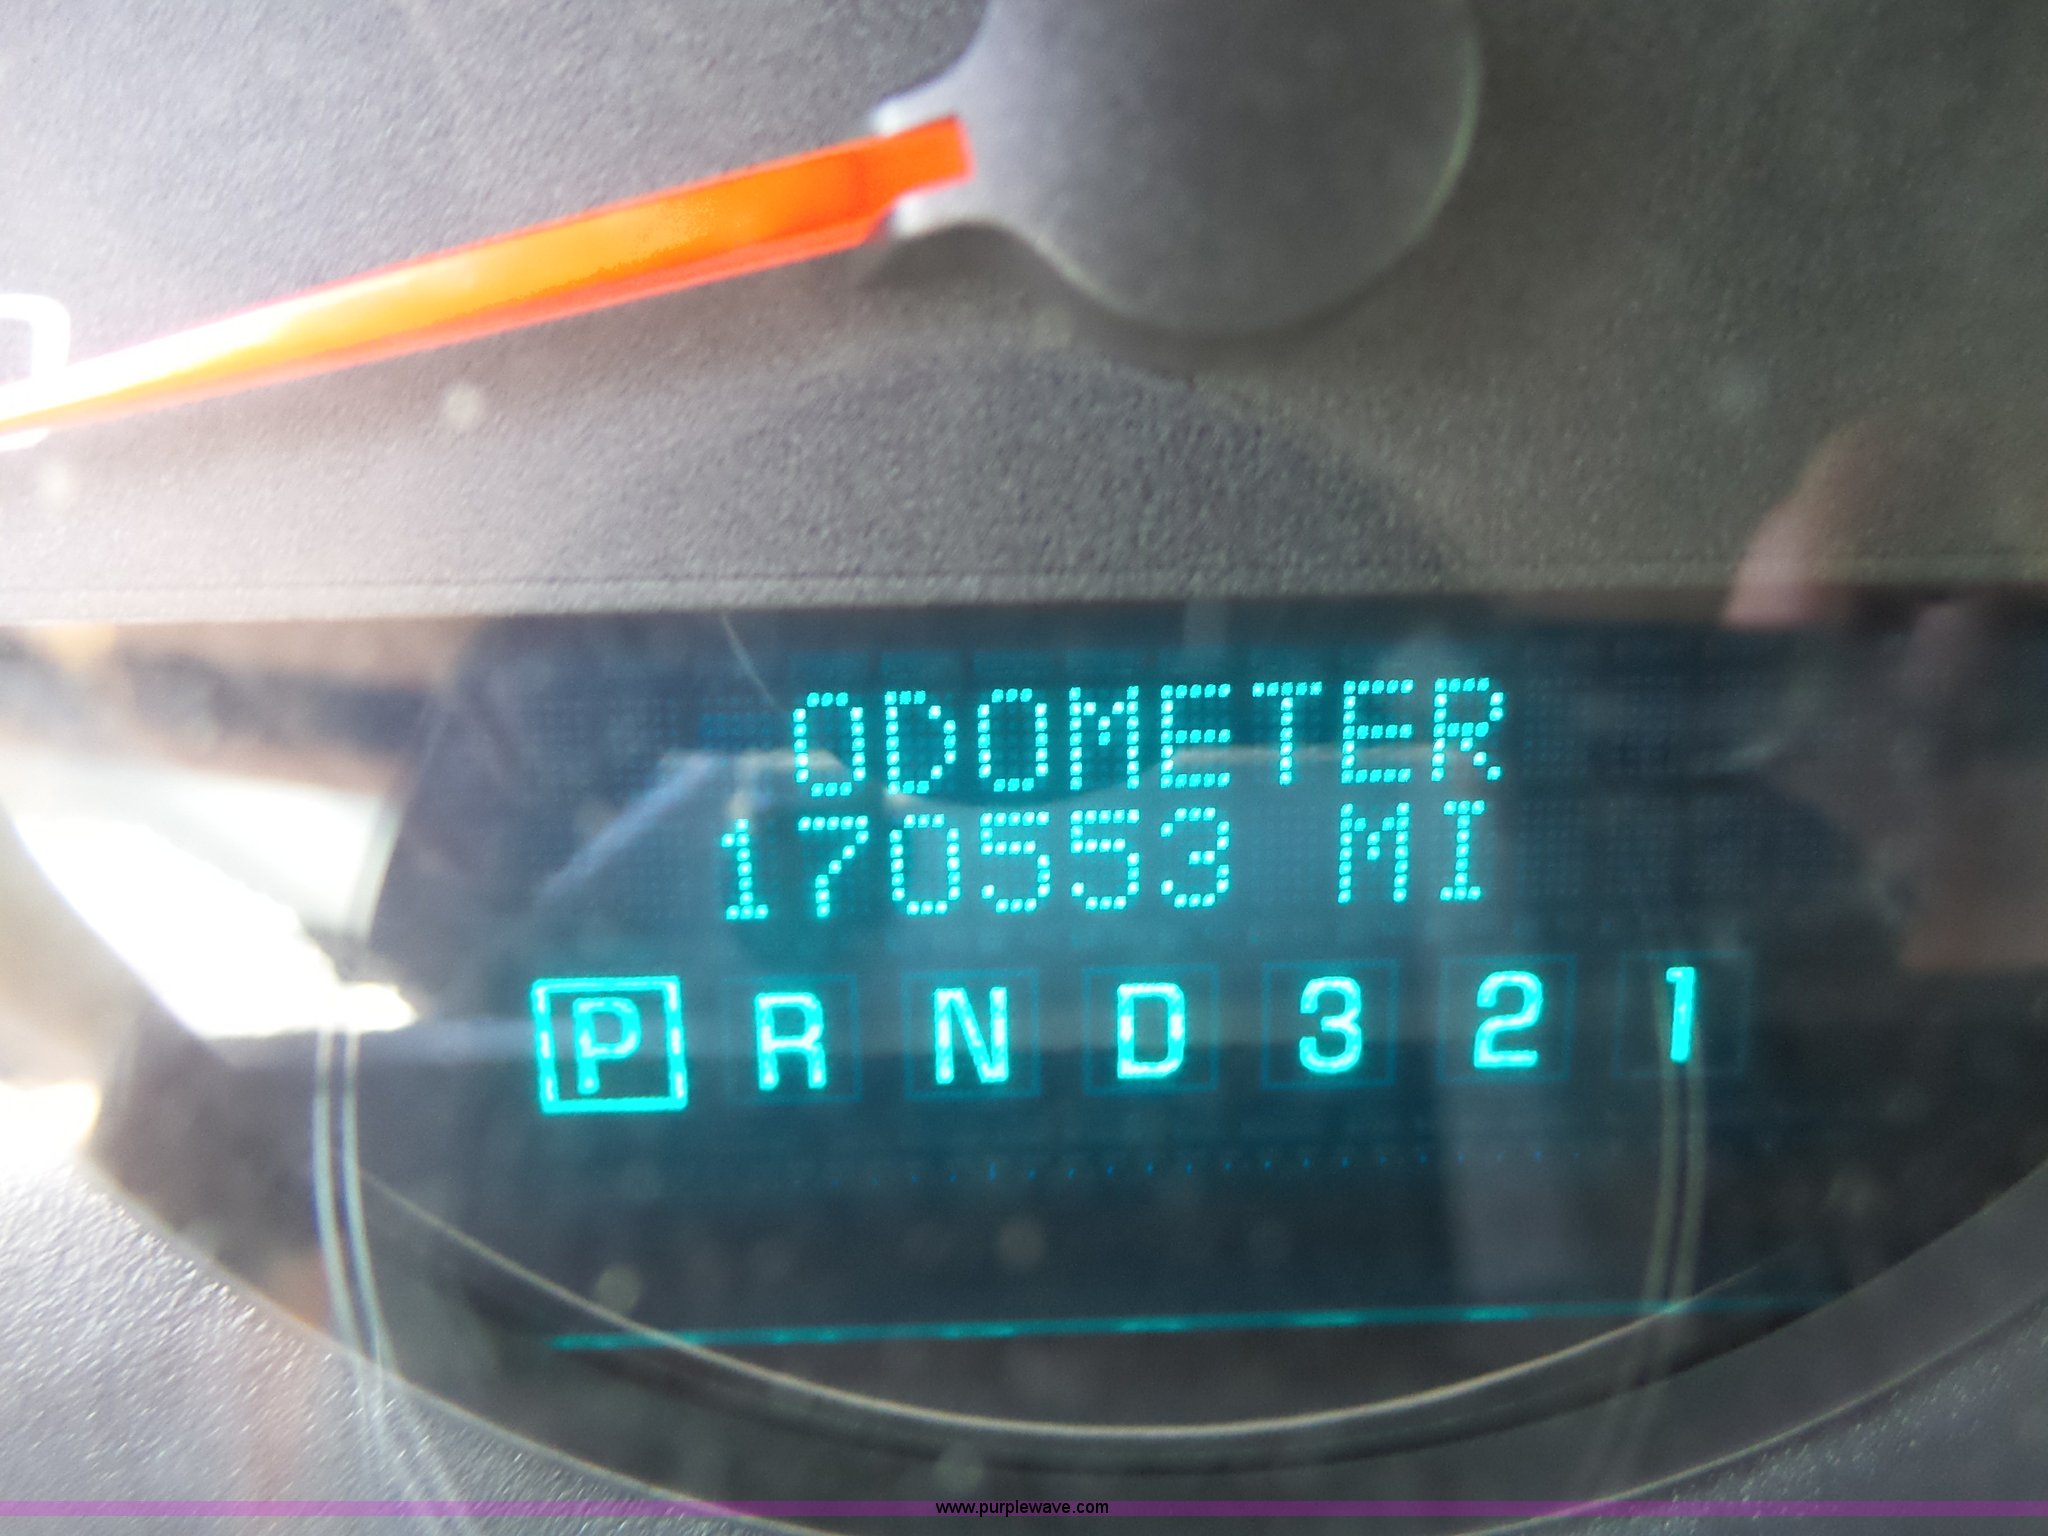 ODOMETER
170553 MI
P R N D 3 2 1
www.purplewave.com